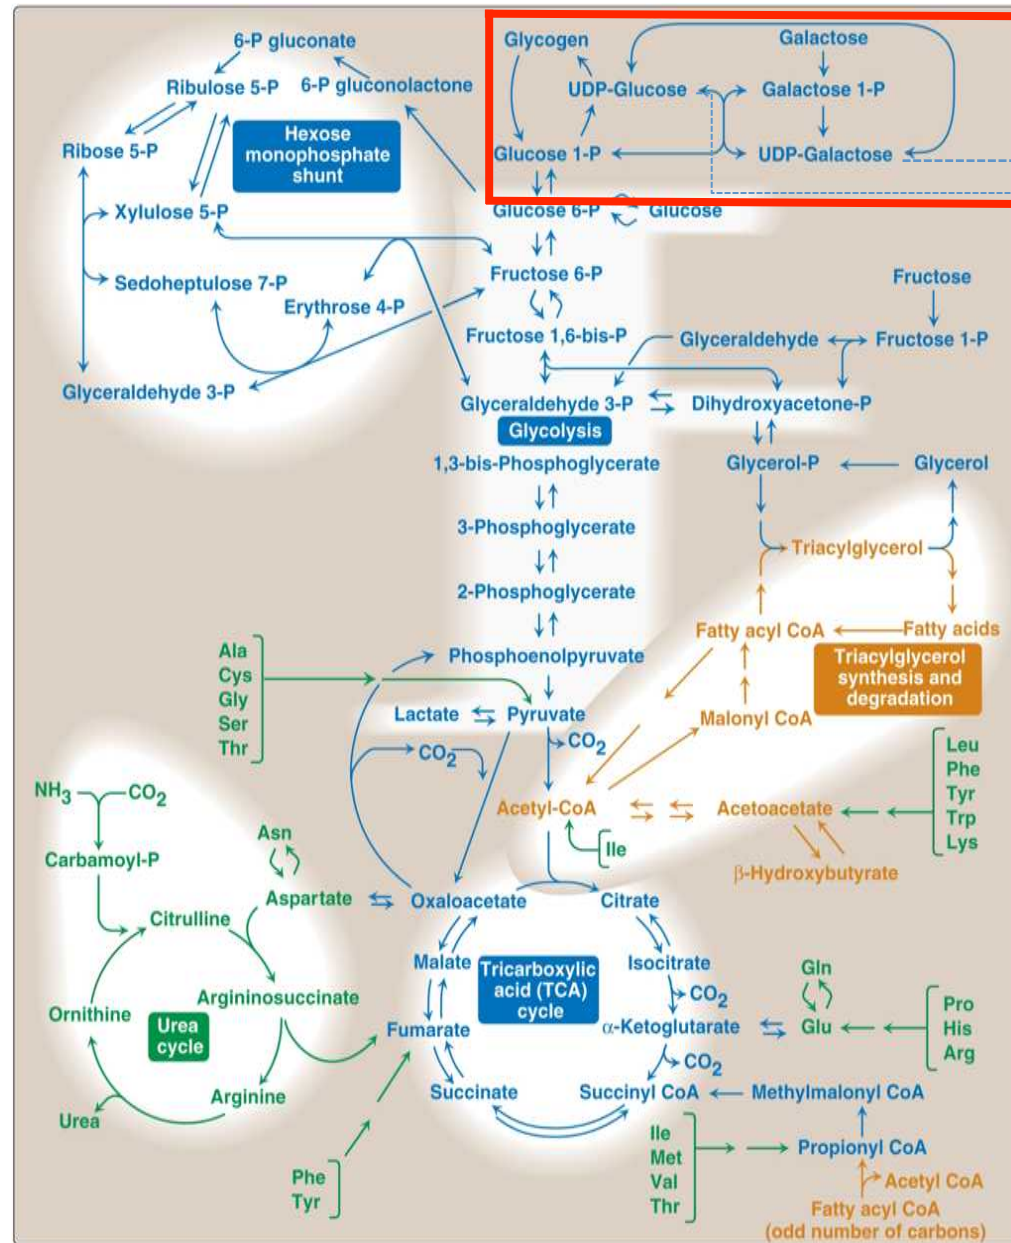 6-P gluconate
Ribulose 5-P
6-P gluconolactone
Ribose 5-P
Hexose
monophosphate
shunt
Xylulose 5-P
Sedoheptulose 7-P
Erythrose 4-P
Glyceraldehyde 3-P
Glycogen
Galactose
UDP-Glucose
Galactose 1-P
Glucose 1-P
UDP-Galactose
Glucose 6-P
Glucose
Fructose 6-P
Fructose
Fructose 1,6-bis-P
Glyceraldehyde
Fructose 1-P
Glyceraldehyde 3-P
Dihydroxyacetone-P
Glycolysis
1,3-bis-Phosphoglycerate
Glycerol-P
Glycerol
3-Phosphoglycerate
Triacylglycerol
2-Phosphoglycerate
Fatty acyl CoA
Fatty acids
Phosphoenolpyruvate
Triacylglycerol
synthesis and
degradation
Ala
Cys
Gly
Ser
Thr
Lactate
Pyruvate
Malonyl CoA
CO2
CO2
Leu
Phe
Tyr
Trp
Lys
NH3
CO2
Acetyl-CoA
Acetoacetate
Asn
Ile
Carbamoyl-P
β-Hydroxybutyrate
Aspartate
Oxaloacetate
Citrate
Citrulline
Malate
Tricarboxylic
acid (TCA)
cycle
Isocitrate
Gln
CO2
Argininosuccinate
Ornithine
Urea
cycle
Fumarate
α-Ketoglutarate
Glu
Pro
His
Arg
CO2
Arginine
Succinate
Succinyl CoA
Methylmalonyl CoA
Urea
Ile
Met
Val
Thr
Propionyl CoA
Phe
Tyr
Acetyl CoA
Fatty acyl CoA
(odd number of carbons)